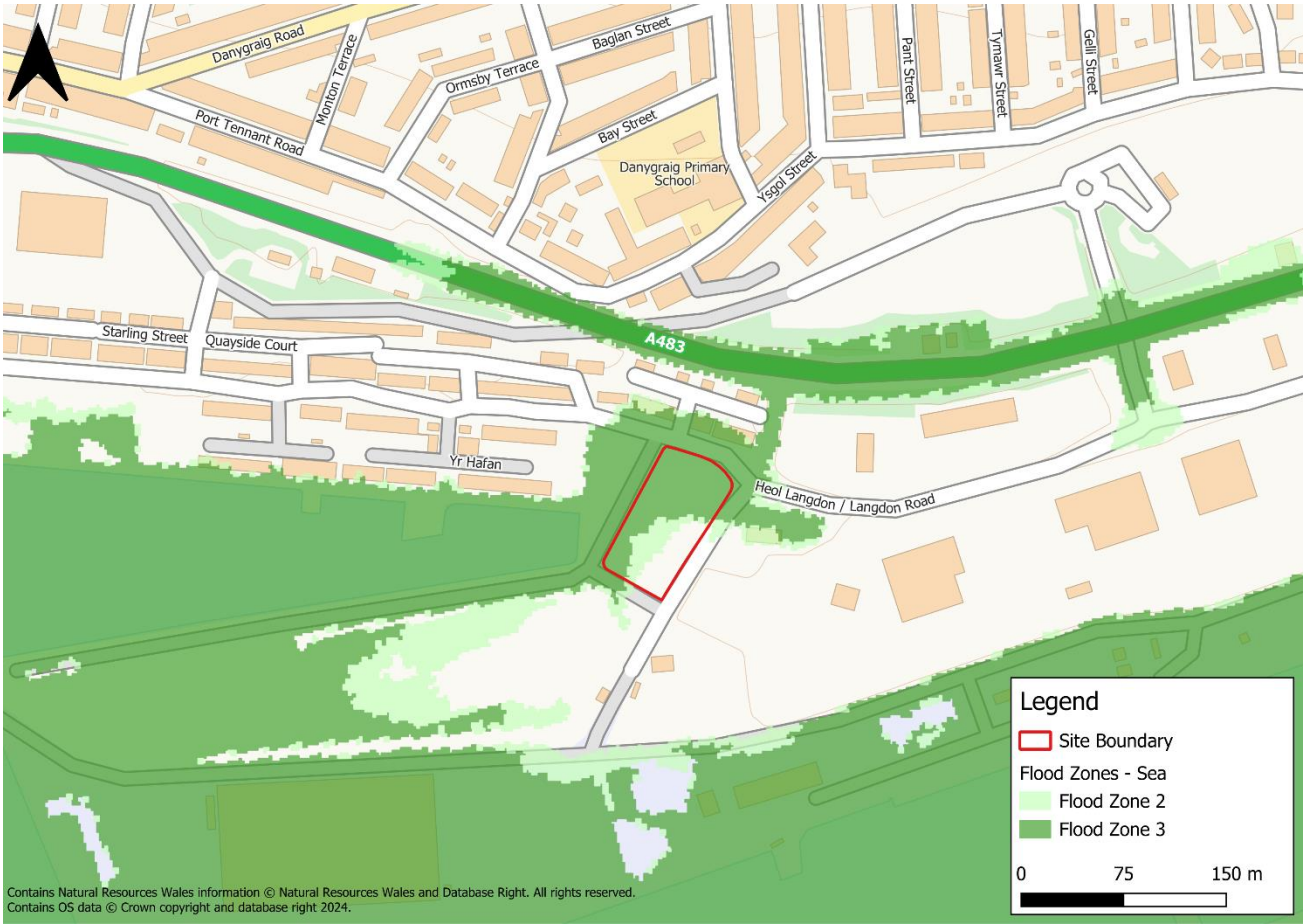 Baglan Street
Danygraig Road
Monton Terrace
Ormsby Terrace
Pant Street
Tymawr Street
Gelli Street
Port Tennant Road
Bay Street
Danygraig Primary
School
Ysgol Street
Starling Street
Quayside Court
A483
Yr Hafan
Heol Langdon / Langdon Road
Legend
Site Boundary
Flood Zones - Sea
Flood Zone 2
Flood Zone 3
0 75 150 m
Contains Natural Resources Wales information © Natural Resources Wales and Database Right. All rights reserved.
Contains OS data © Crown copyright and database right 2024.